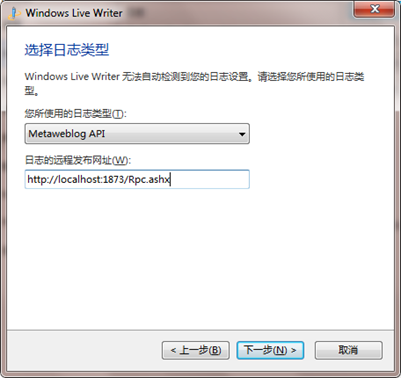 Windows Live Writer
选择日志类型
Windows Live Writer 无法自动检测到您的日志设置。请选择您所使用的日志类
型。
您所使用的日志类型(T):
Metaweblog API
日志的远程发布网址(W):
http://localhost:1873/Rpc.ashx
< 上一步(B)
下一步(N) >
取消